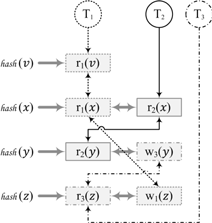 T₁ T₂ T₃
hash(v) r₁(v)
hash(x) r₁(x) r₂(x)
hash(y) r₂(y) w₃(y)
hash(z) r₃(z) w₁(z)